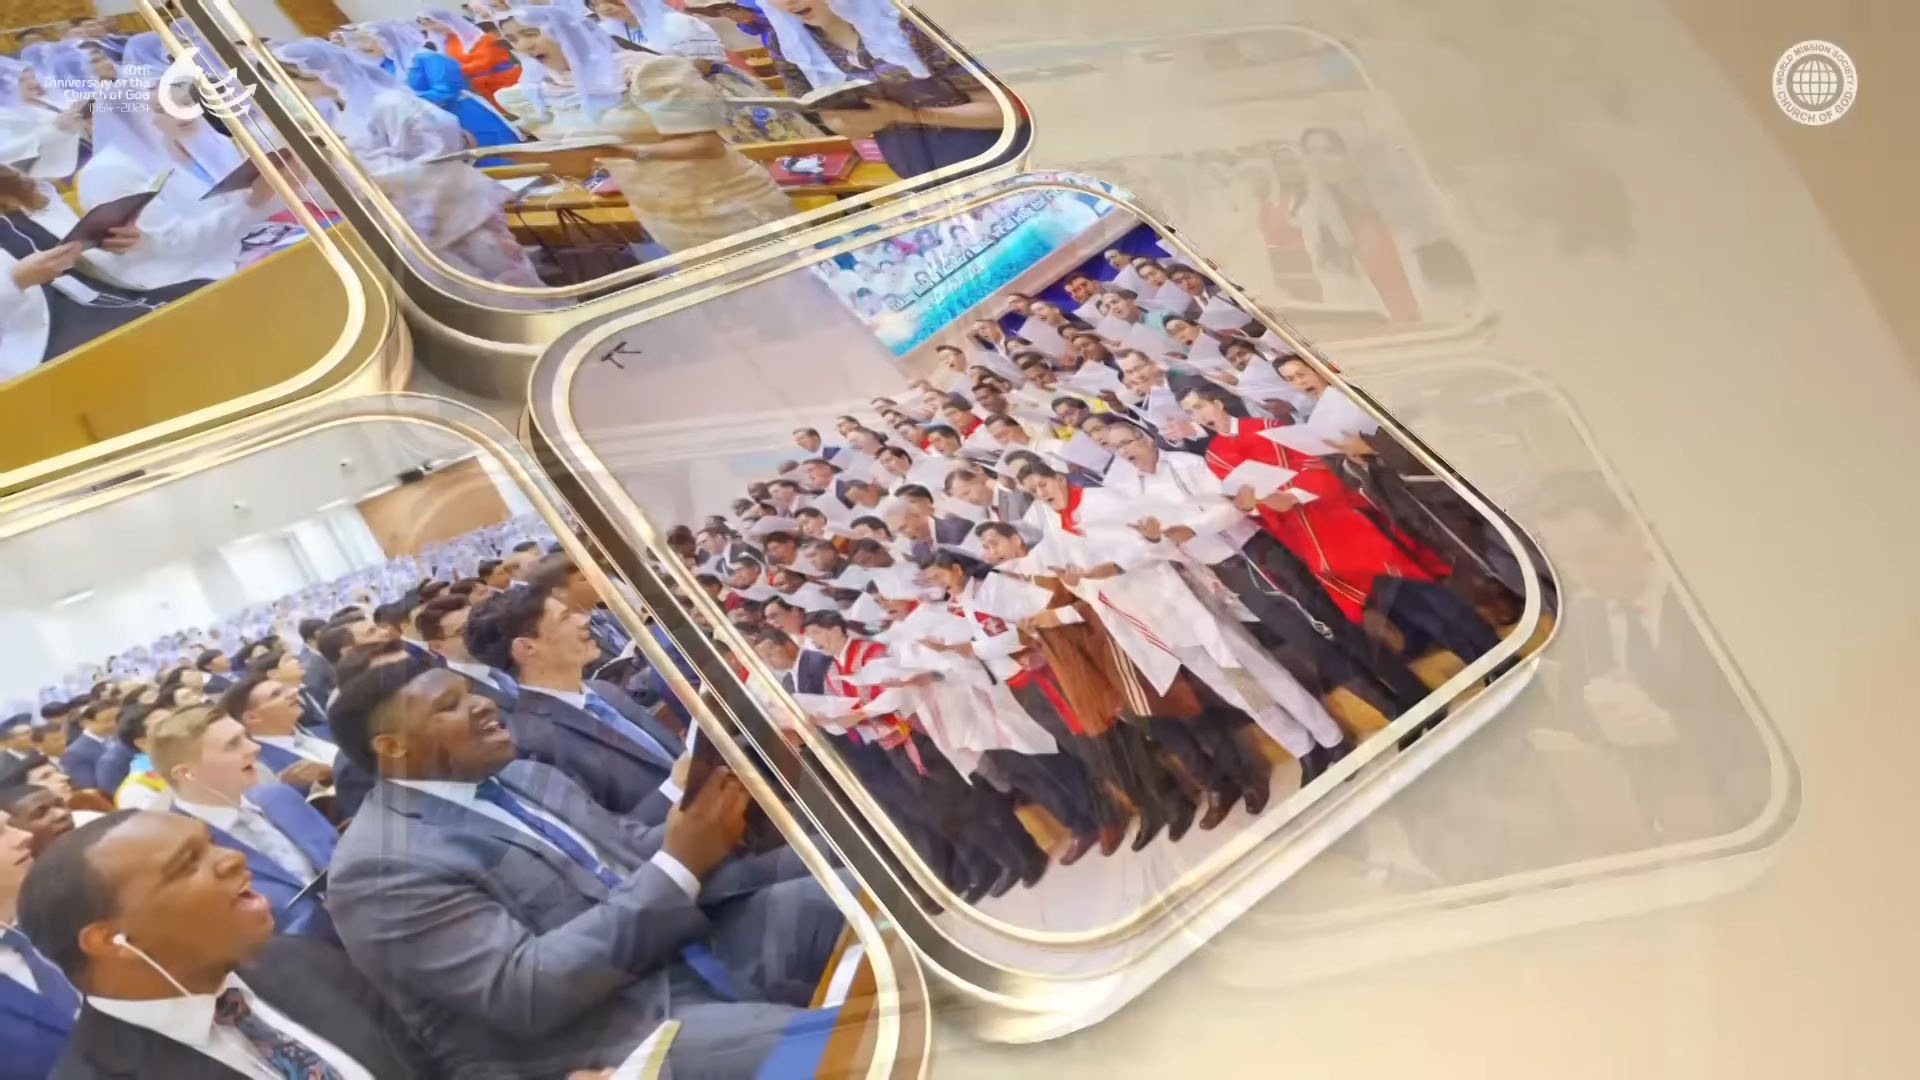 60th
Anniversary of the
Church of God
1964-2024
WORLD MISSION SOCIETY
CHURCH OF GOD